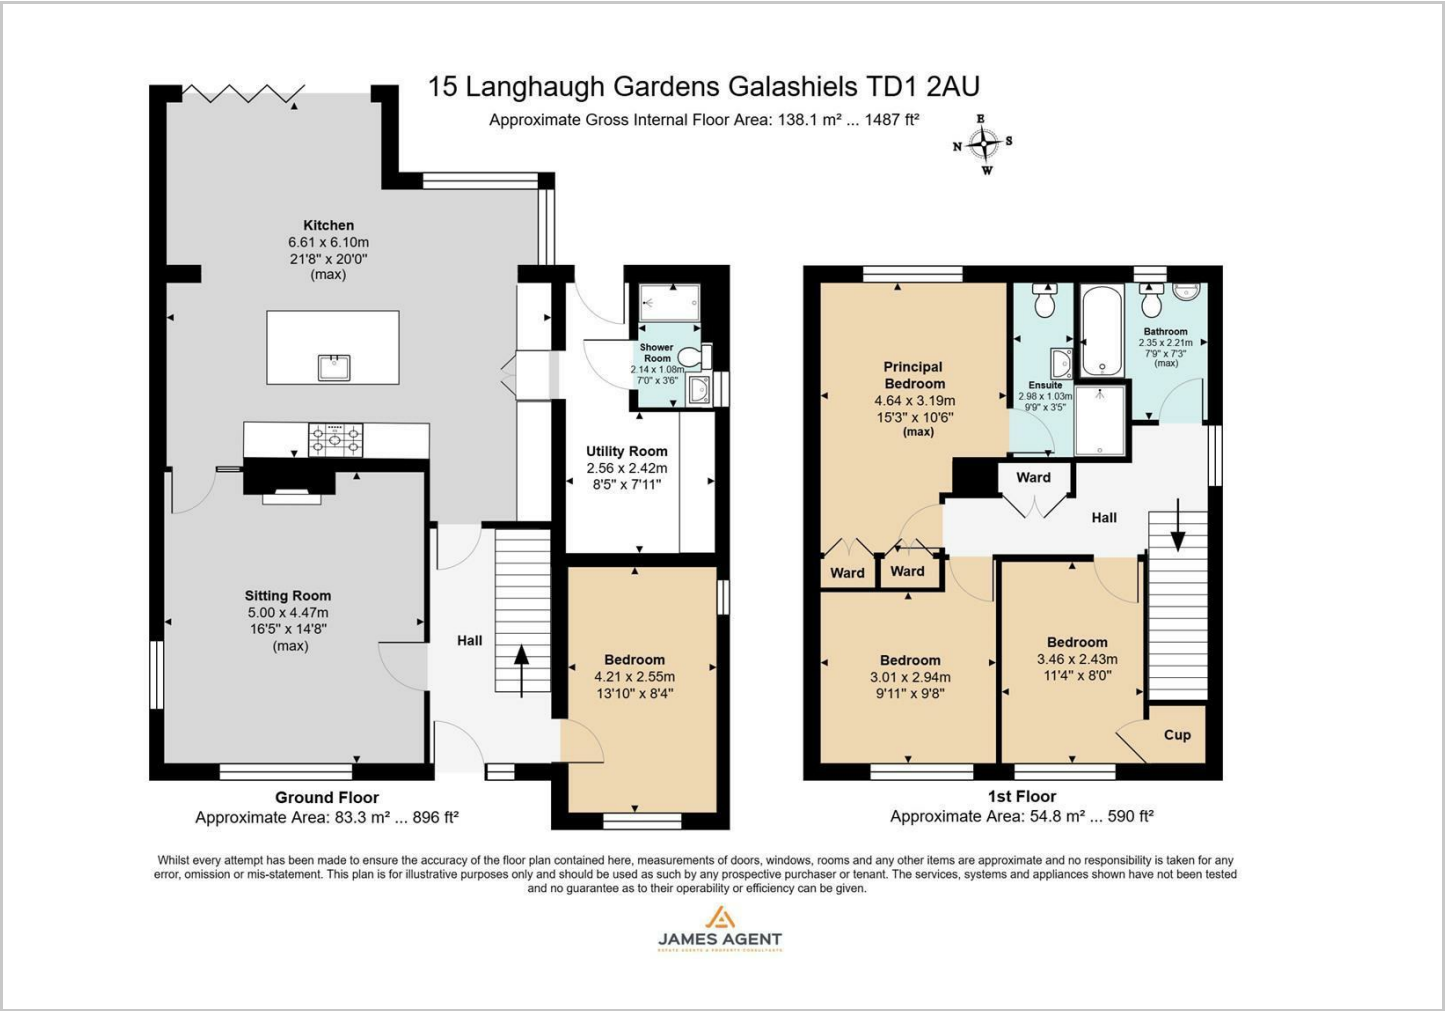 15 Langhaugh Gardens Galashiels TD1 2AU
Approximate Gross Internal Floor Area: 138.1 m² ... 1487 ft²
E
N
S
W
Kitchen
6.61 x 6.10m
21'8" x 20'0"
(max)
Shower
Room
2.14 x 1.08m
7'0" x 3'6"
Utility Room
2.56 x 2.42m
8'5" x 7'11"
Sitting Room
5.00 x 4.47m
16'5" x 14'8"
(max)
Hall
Bedroom
4.21 x 2.55m
13'10" x 8'4"
Ground Floor
Approximate Area: 83.3 m² ... 896 ft²
Principal
Bedroom
4.64 x 3.19m
15'3" x 10'6"
(max)
Ensuite
2.98 x 1.03m
9'9" x 3'5"
Bathroom
2.35 x 2.21m
7'9" x 7'3"
(max)
Ward
Hall
Ward
Ward
Bedroom
3.01 x 2.94m
9'11" x 9'8"
Bedroom
3.46 x 2.43m
11'4" x 8'0"
Cup
1st Floor
Approximate Area: 54.8 m² ... 590 ft²
Whilst every attempt has been made to ensure the accuracy of the floor plan contained here, measurements of doors, windows, rooms and any other items are approximate and no responsibility is taken for any
error, omission or mis-statement. This plan is for illustrative purposes only and should be used as such by any prospective purchaser or tenant. The services, systems and appliances shown have not been tested
and no guarantee as to their operability or efficiency can be given.
JAMES AGENT
ESTATE AGENTS & PROPERTY CONSULTANTS